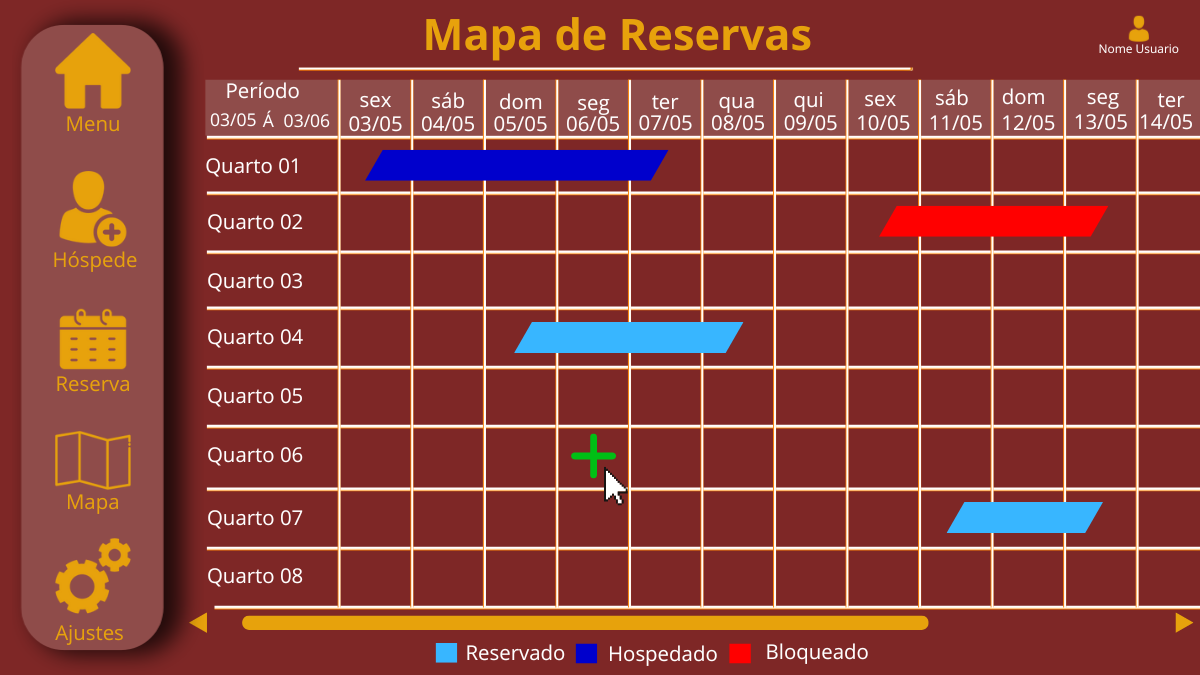 Mapa de Reservas
Nome Usuario
Menu
Hóspede
Reserva
Mapa
Ajustes
Período
03/05 Á 03/06
sex
03/05
sáb
04/05
dom
05/05
seg
06/05
ter
07/05
qua
08/05
qui
09/05
sex
10/05
sáb
11/05
dom
12/05
seg
13/05
ter
14/05
Quarto 01
Quarto 02
Quarto 03
Quarto 04
Quarto 05
Quarto 06
Quarto 07
Quarto 08
Reservado
Hospedado
Bloqueado